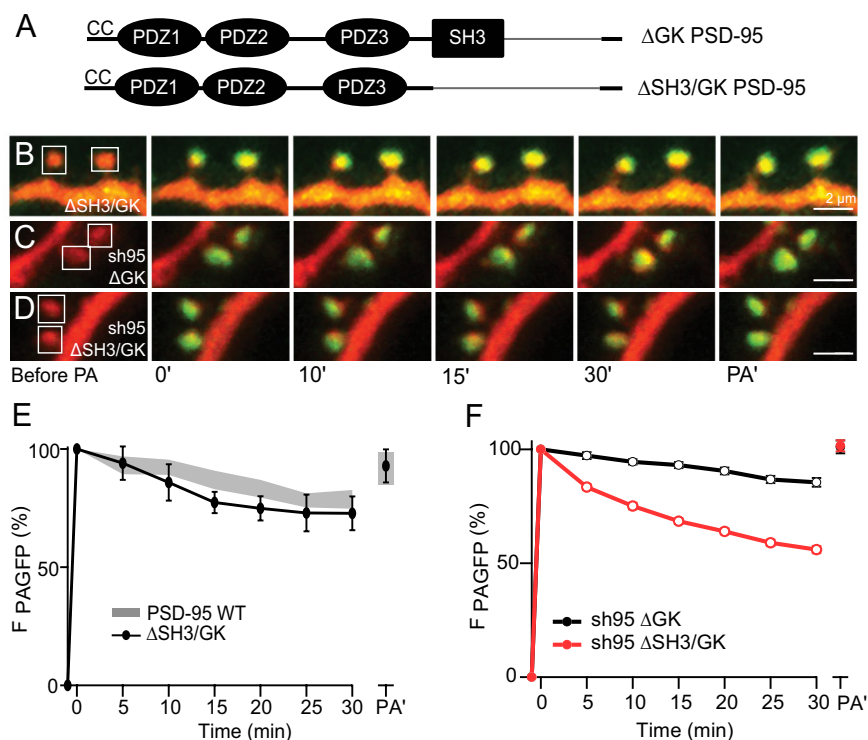 A
CC PDZ1 PDZ2 PDZ3 SH3 ΔGK PSD-95
CC PDZ1 PDZ2 PDZ3 ΔSH3/GK PSD-95
B
ΔSH3/GK
2 µm
C
sh95
ΔGK
D
sh95
ΔSH3/GK
Before PA 0' 10' 15' 30' PA'
E
F PAGFP (%)
100
50
0
PSD-95 WT
ΔSH3/GK
0 5 10 15 20 25 30 PA'
Time (min)
F
F PAGFP (%)
100
50
0
sh95 ΔGK
sh95 ΔSH3/GK
0 5 10 15 20 25 30 PA'
Time (min)